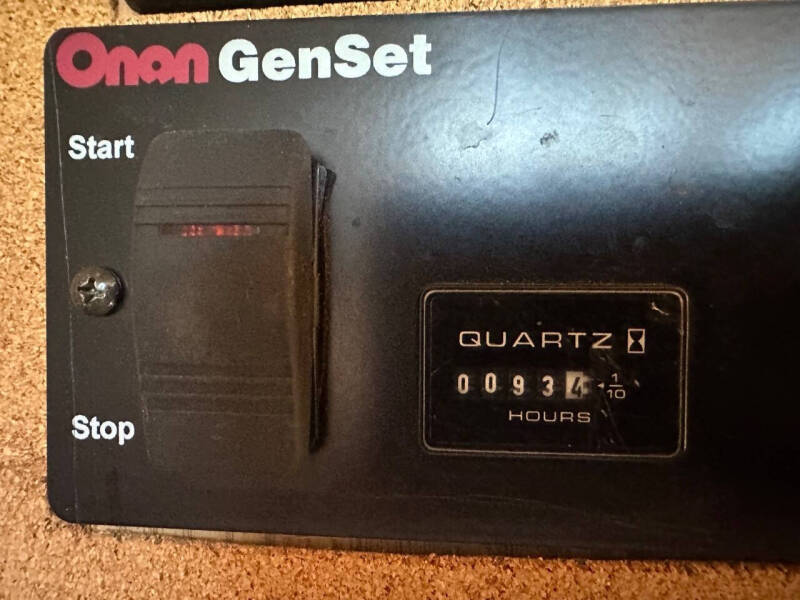 Onan GenSet
Start
QUARTZ
00934 1/10
HOURS
Stop